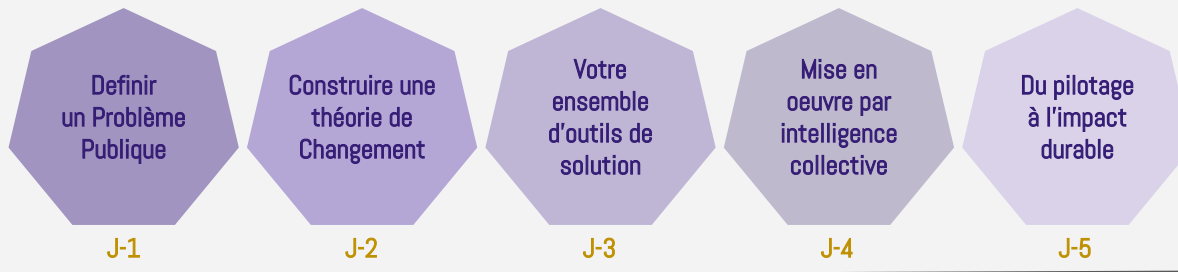 Definir
un Problème
Publique
Construire une
théorie de
Changement
Votre
ensemble
d'outils de
solution
Mise en
oeuvre par
intelligence
collective
Du pilotage
à l'impact
durable
J-1
J-2
J-3
J-4
J-5